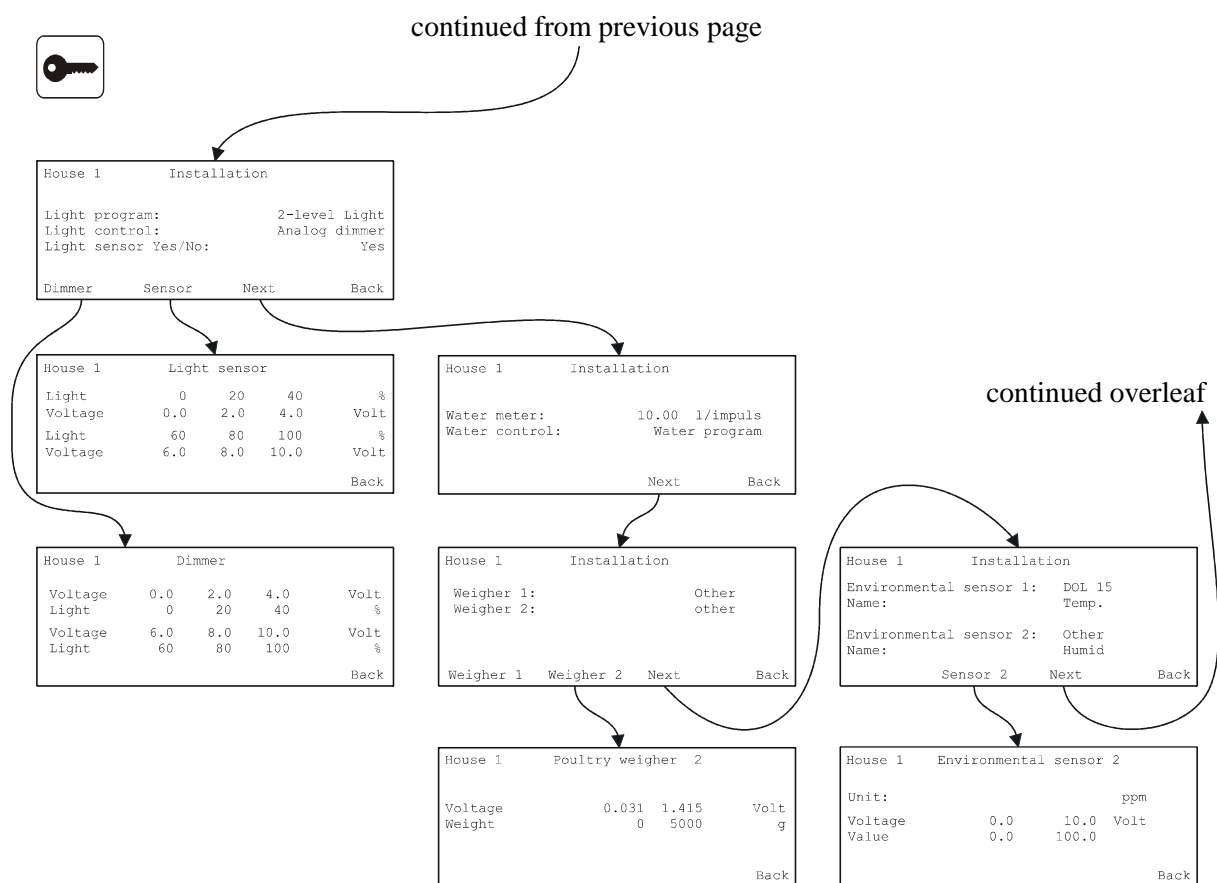 continued from previous page
House 1 Installation
Light program: 2-level Light
Light control: Analog dimmer
Light sensor Yes/No: Yes
Dimmer Sensor Next Back
House 1 Light sensor
Light 0 20 40 %
Voltage 0.0 2.0 4.0 Volt
Light 60 80 100 %
Voltage 6.0 8.0 10.0 Volt
Back
House 1 Installation
Water meter: 10.00 l/impuls
Water control: Water program
Next Back
continued overleaf
House 1 Dimmer
Voltage 0.0 2.0 4.0 Volt
Light 0 20 40 %
Voltage 6.0 8.0 10.0 Volt
Light 60 80 100 %
Back
House 1 Installation
Weigher 1: Other
Weigher 2: other
Weigher 1 Weigher 2 Next Back
House 1 Installation
Environmental sensor 1: DOL 15
Name: Temp.
Environmental sensor 2: Other
Name: Humid
Sensor 2 Next Back
House 1 Poultry weigher 2
Voltage 0.031 1.415 Volt
Weight 0 5000 g
Back
House 1 Environmental sensor 2
Unit: ppm
Voltage 0.0 10.0 Volt
Value 0.0 100.0
Back